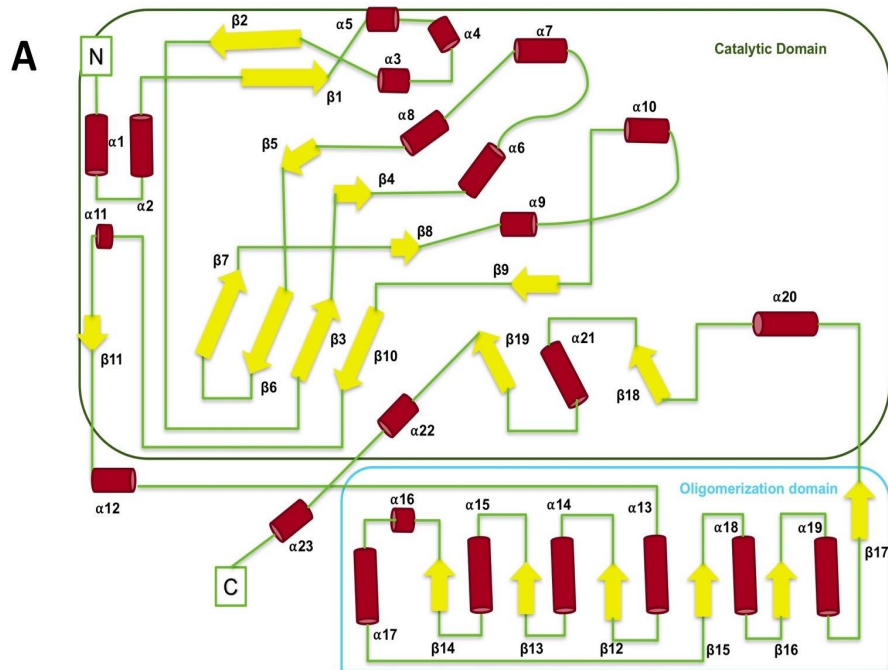 A
N
β2
α5
α4
α7
Catalytic Domain
α3
β1
α10
α8
α1
β5
α6
β4
α2
α9
α11
β8
β7
β9
α20
β19
α21
β3
β11
β10
β6
β18
α22
α12
Oligomerization domain
α16
α15
α14
α13
α18
α19
α23
β17
C
α17
β14
β13
β12
β15
β16